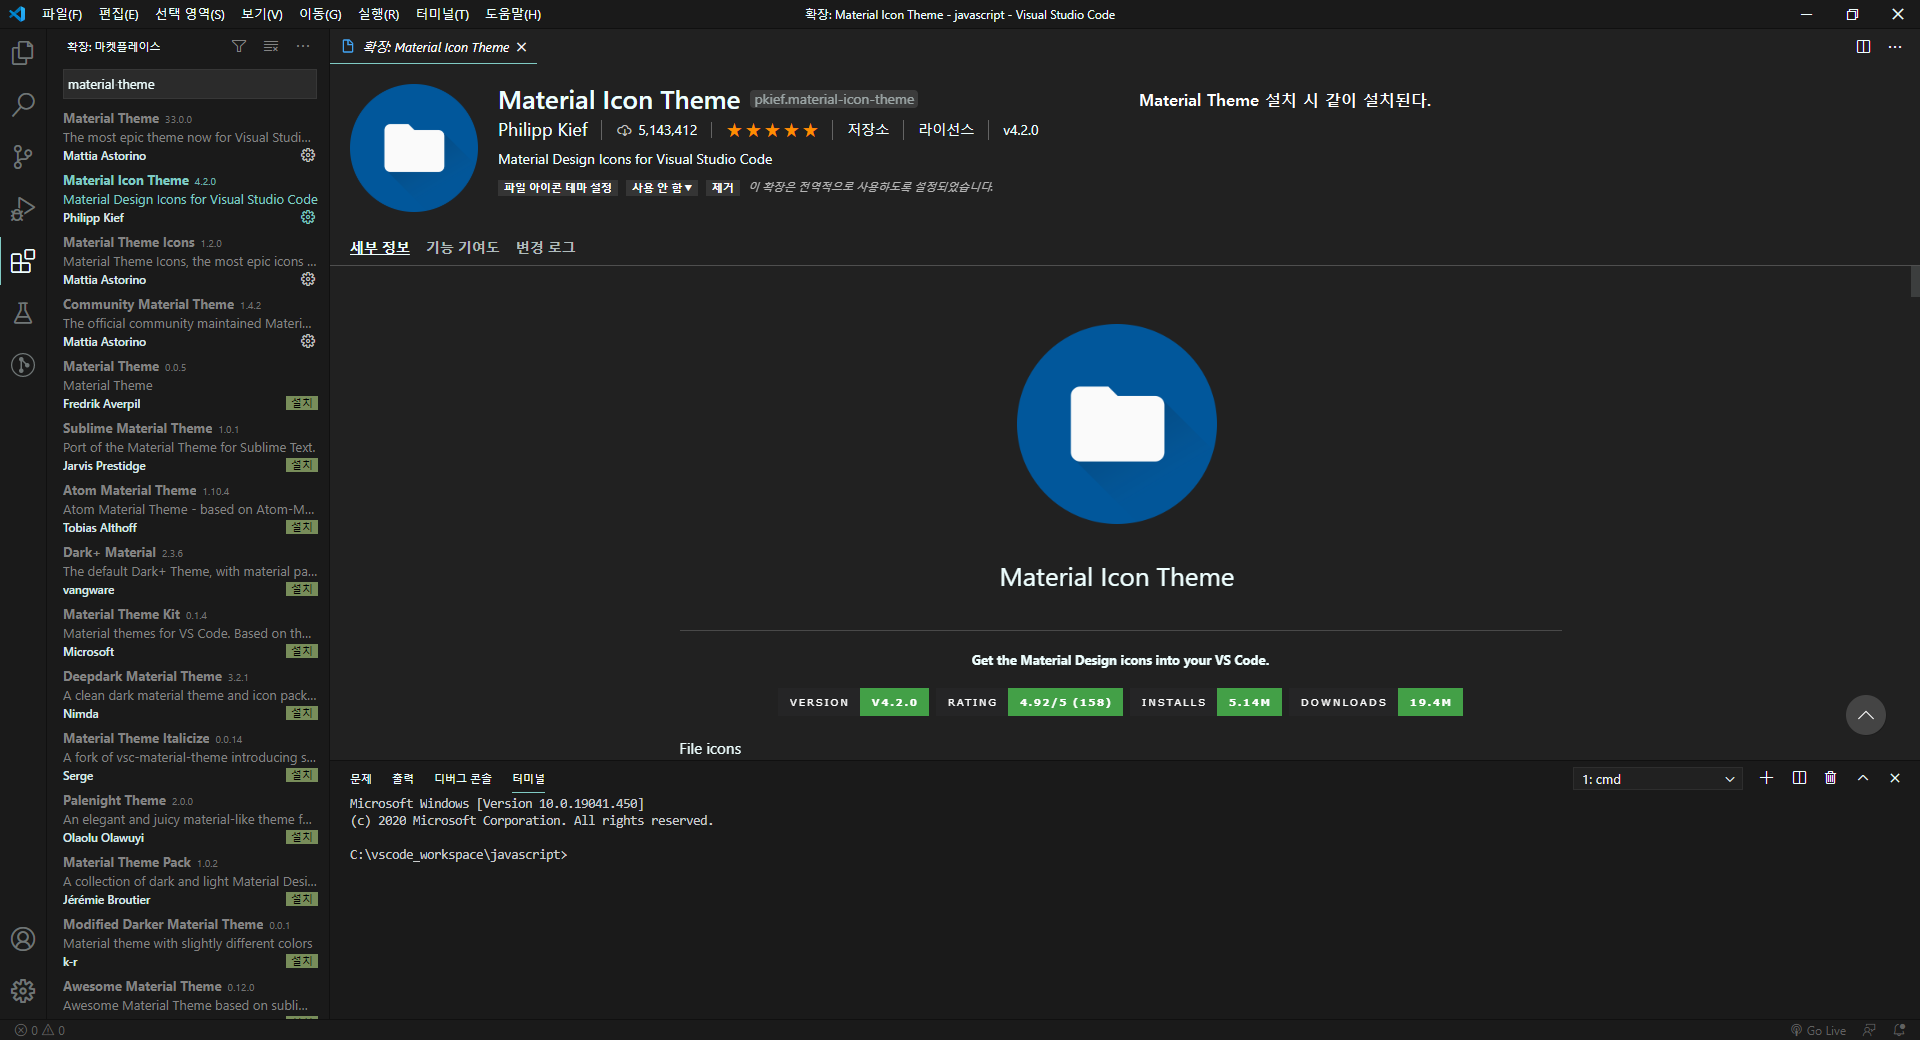 파일(F) 편집(E) 선택 영역(S) 보기(V) 이동(G) 실행(R) 터미널(T) 도움말(H) 확장: Material Icon Theme - javascript - Visual Studio Code
확장: 마켓플레이스
material theme
Material Theme 33.0.0
The most epic theme now for Visual Studi...
Mattia Astorino
Material Icon Theme 4.2.0
Material Design Icons for Visual Studio Code
Philipp Kief
Material Theme Icons 1.2.0
Material Theme Icons, the most epic icons ...
Mattia Astorino
Community Material Theme 1.4.2
The official community maintained Materi...
Mattia Astorino
Material Theme 0.0.5
Material Theme
Fredrik Averpil 설치
Sublime Material Theme 1.0.1
Port of the Material Theme for Sublime Text.
Jarvis Prestidge 설치
Atom Material Theme 1.10.4
Atom Material Theme - based on Atom-M...
Tobias Althoff 설치
Dark+ Material 2.3.6
The default Dark+ Theme, with material pa...
vangware 설치
Material Theme Kit 0.1.4
Material themes for VS Code. Based on th...
Microsoft 설치
Deepdark Material Theme 3.2.1
A clean dark material theme and icon pack...
Nimda 설치
Material Theme Italicize 0.0.14
A fork of vsc-material-theme introducing s...
Serge 설치
Palenight Theme 2.0.0
An elegant and juicy material-like theme f...
Olaolu Olawuyi 설치
Material Theme Pack 1.0.2
A collection of dark and light Material Desi...
Jérémie Broutier 설치
Modified Darker Material Theme 0.0.1
Material theme with slightly different colors
k-r 설치
Awesome Material Theme 0.12.0
Awesome Material Theme based on subli...
확장: Material Icon Theme
Material Icon Theme pkief.material-icon-theme
Material Theme 설치 시 같이 설치된다.
Philipp Kief 5,143,412 저장소 라이선스 v4.2.0
Material Design Icons for Visual Studio Code
파일 아이콘 테마 설정 사용 안 함 제거 이 확장은 전역적으로 사용하도록 설정되었습니다.
세부 정보 기능 기여도 변경 로그
Material Icon Theme
Get the Material Design icons into your VS Code.
VERSION V4.2.0 RATING 4.92/5 (158) INSTALLS 5.14M DOWNLOADS 19.4M
File icons
문제 출력 디버그 콘솔 터미널 1: cmd
Microsoft Windows [Version 10.0.19041.450]
(c) 2020 Microsoft Corporation. All rights reserved.
C:\vscode_workspace\javascript>
0 0 Go Live